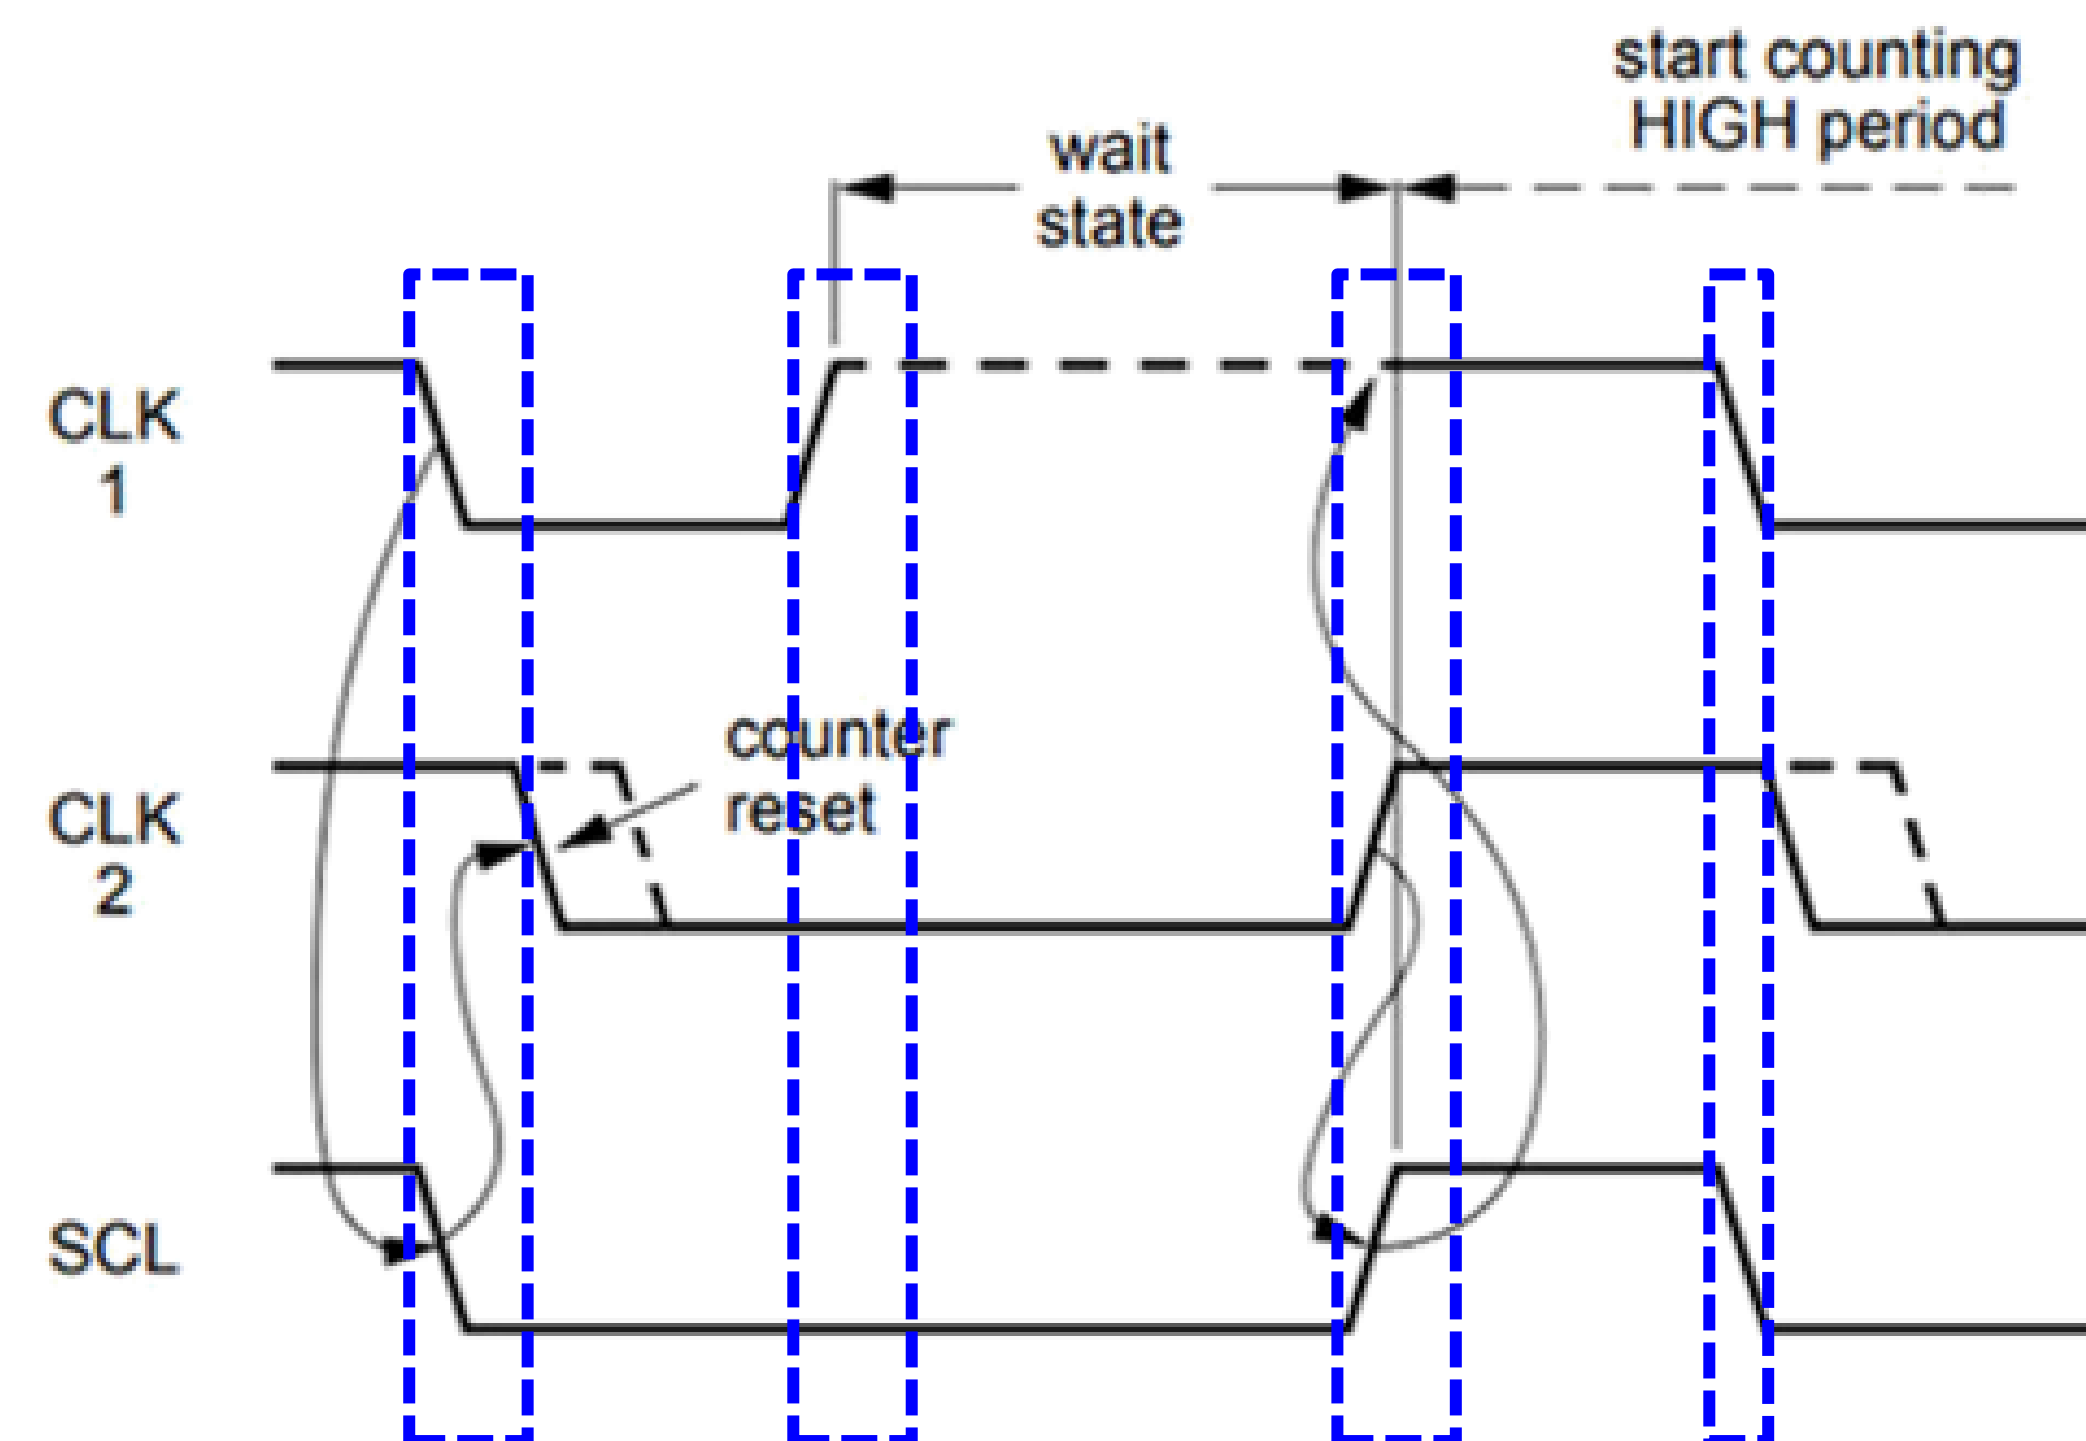 start counting
HIGH period
wait
state
CLK
1
counter
reset
CLK
2
SCL